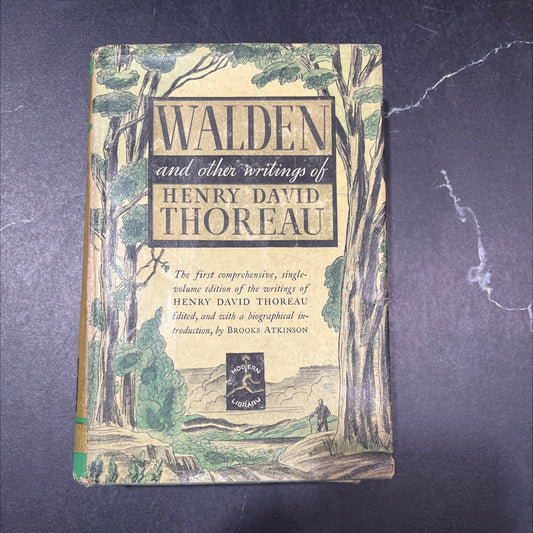 WALDEN
and other writings of
HENRY DAVID
THOREAU
The first comprehensive, single-
volume edition of the writings of
HENRY DAVID THOREAU
Edited, and with a biographical in-
troduction, by BROOKS ATKINSON
MODERN
LIBRARY